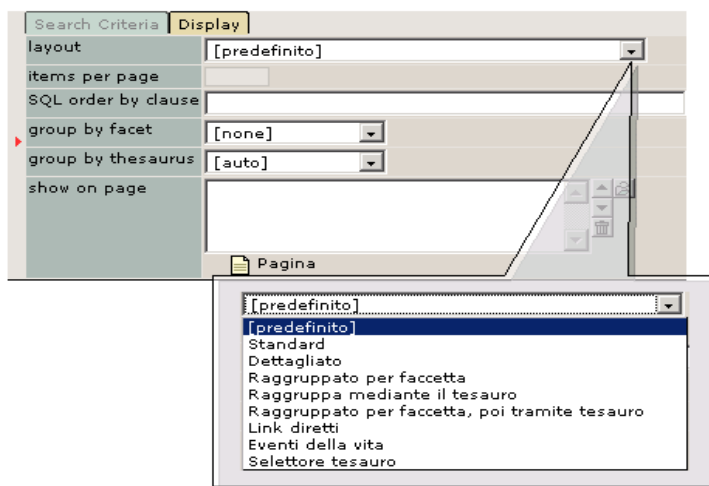 Search Criteria Display
layout [predefinito]
items per page
SQL order by clause
group by facet [none]
group by thesaurus [auto]
show on page
Pagina
[predefinito]
[predefinito]
Standard
Dettagliato
Raggruppato per faccetta
Raggruppa mediante il tesauro
Raggruppato per faccetta, poi tramite tesauro
Link diretti
Eventi della vita
Selettore tesauro